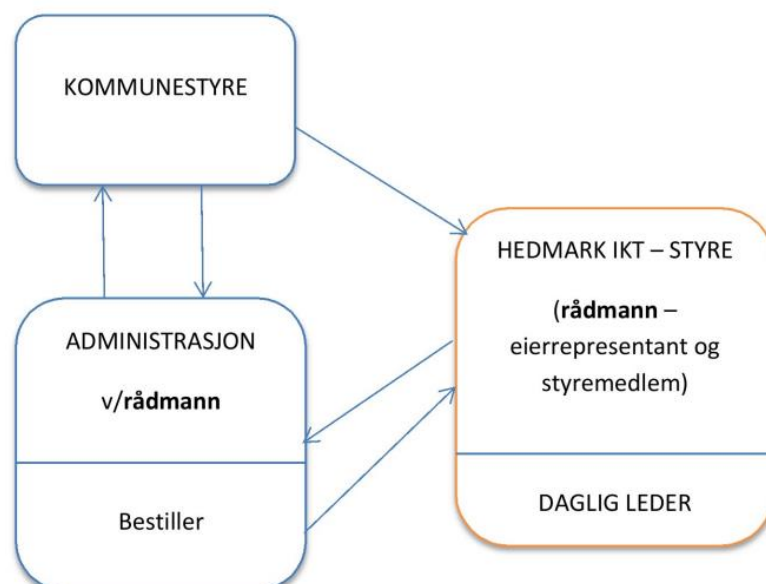 KOMMUNESTYRE
ADMINISTRASJON
v/rådmann
Bestiller
HEDMARK IKT – STYRE
(rådmann –
eierrepresentant og
styremedlem)
DAGLIG LEDER